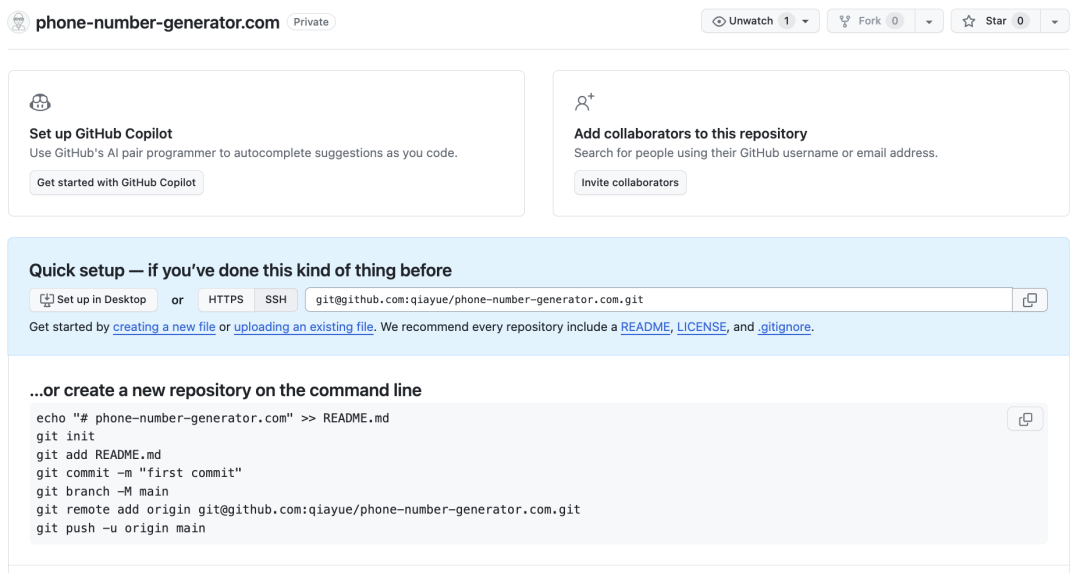 phone-number-generator.com Private Unwatch 1 Fork 0 Star 0
Set up GitHub Copilot
Use GitHub's AI pair programmer to autocomplete suggestions as you code.
Get started with GitHub Copilot
Add collaborators to this repository
Search for people using their GitHub username or email address.
Invite collaborators
Quick setup — if you’ve done this kind of thing before
Set up in Desktop or HTTPS SSH git@github.com:qiayue/phone-number-generator.com.git
Get started by creating a new file or uploading an existing file. We recommend every repository include a README, LICENSE, and .gitignore.
…or create a new repository on the command line
echo "# phone-number-generator.com" >> README.md
git init
git add README.md
git commit -m "first commit"
git branch -M main
git remote add origin git@github.com:qiayue/phone-number-generator.com.git
git push -u origin main